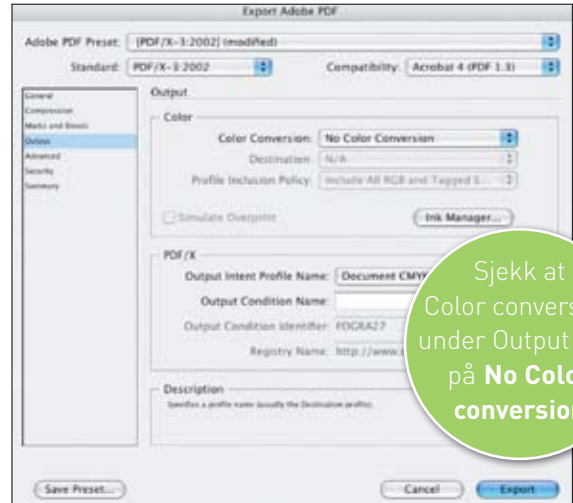 Export Adobe PDF
Adobe PDF Preset: [PDF/X-3:2002] (modified)
Standard: PDF/X-3:2002 Compatibility: Acrobat 4 (PDF 1.3)
General
Compression
Marks and Bleeds
Output
Advanced
Security
Summary
Output
Color
Color Conversion: No Color Conversion
Destination: N/A
Profile Inclusion Policy: Include All RGB and Tagged S...
Simulate Overprint Ink Manager...
PDF/X
Output Intent Profile Name: Document CMYK
Output Condition Name:
Output Condition Identifier: FOGRA27
Registry Name: http://www.
Description
Specifies a profile name (usually the Destination profile).
Sjekk at
Color convers
under Output
på No Colo
conversion
Save Preset... Cancel Export